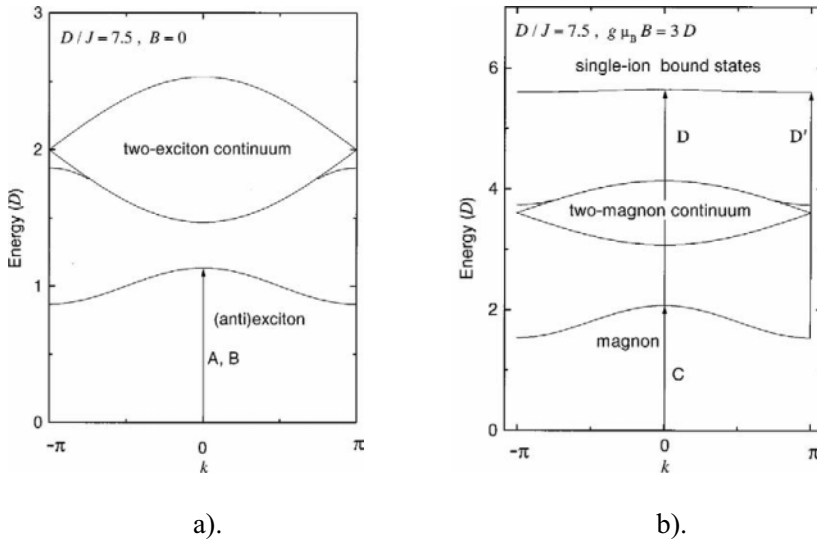 D / J = 7.5 , B = 0
3
2
1
0
Energy (D)
two-exciton continuum
(anti)exciton
A, B
-π
0
π
k
a).
D / J = 7.5 , g μ_B B = 3 D
single-ion bound states
6
4
2
0
Energy (D)
D
D'
two-magnon continuum
magnon
C
-π
0
π
k
b).